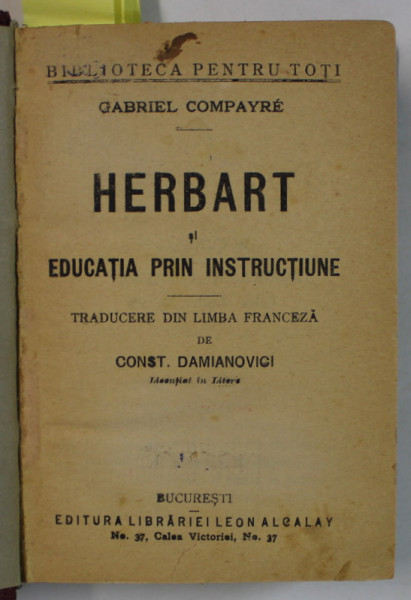 BIBLIOTECA PENTRU TOȚI
GABRIEL COMPAYRÉ
HERBART
și
EDUCAȚIA PRIN INSTRUCȚIUNE
TRADUCERE DIN LIMBA FRANCEZĂ
DE
CONST. DAMIANOVICI
Licențiat în Litere
BUCUREȘTI
EDITURA LIBRĂRIEI LEON ALCALAY
No. 37, Calea Victoriei, No. 37